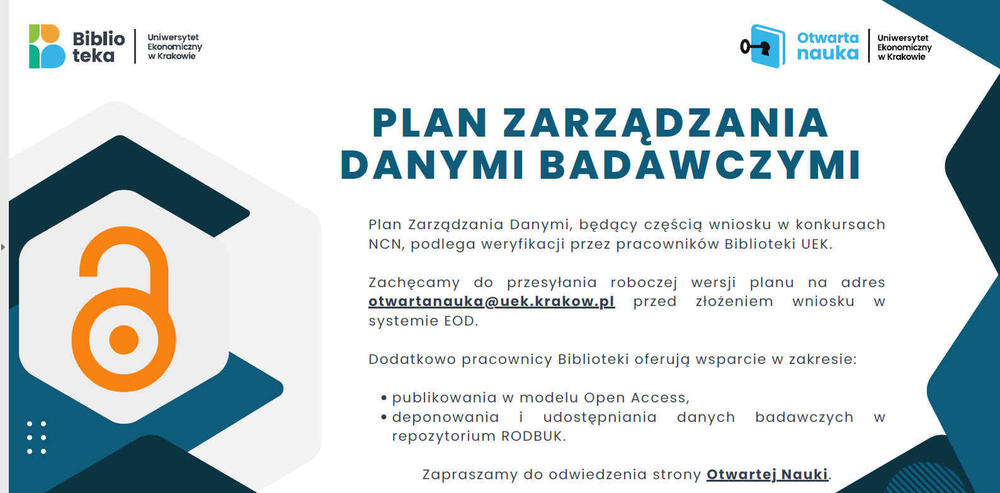 Biblio
teka
Uniwersytet
Ekonomiczny
w Krakowie
Otwarta
nauka
Uniwersytet
Ekonomiczny
w Krakowie
PLAN ZARZĄDZANIA
DANYMI BADAWCZYMI
Plan Zarządzania Danymi, będący częścią wniosku w konkursach
NCN, podlega weryfikacji przez pracowników Biblioteki UEK.
Zachęcamy do przesyłania roboczej wersji planu na adres
otwartanauka@uek.krakow.pl przed złożeniem wniosku w
systemie EOD.
Dodatkowo pracownicy Biblioteki oferują wsparcie w zakresie:
• publikowania w modelu Open Access,
• deponowania i udostępniania danych badawczych w
repozytorium RODBUK.
Zapraszamy do odwiedzenia strony Otwartej Nauki.